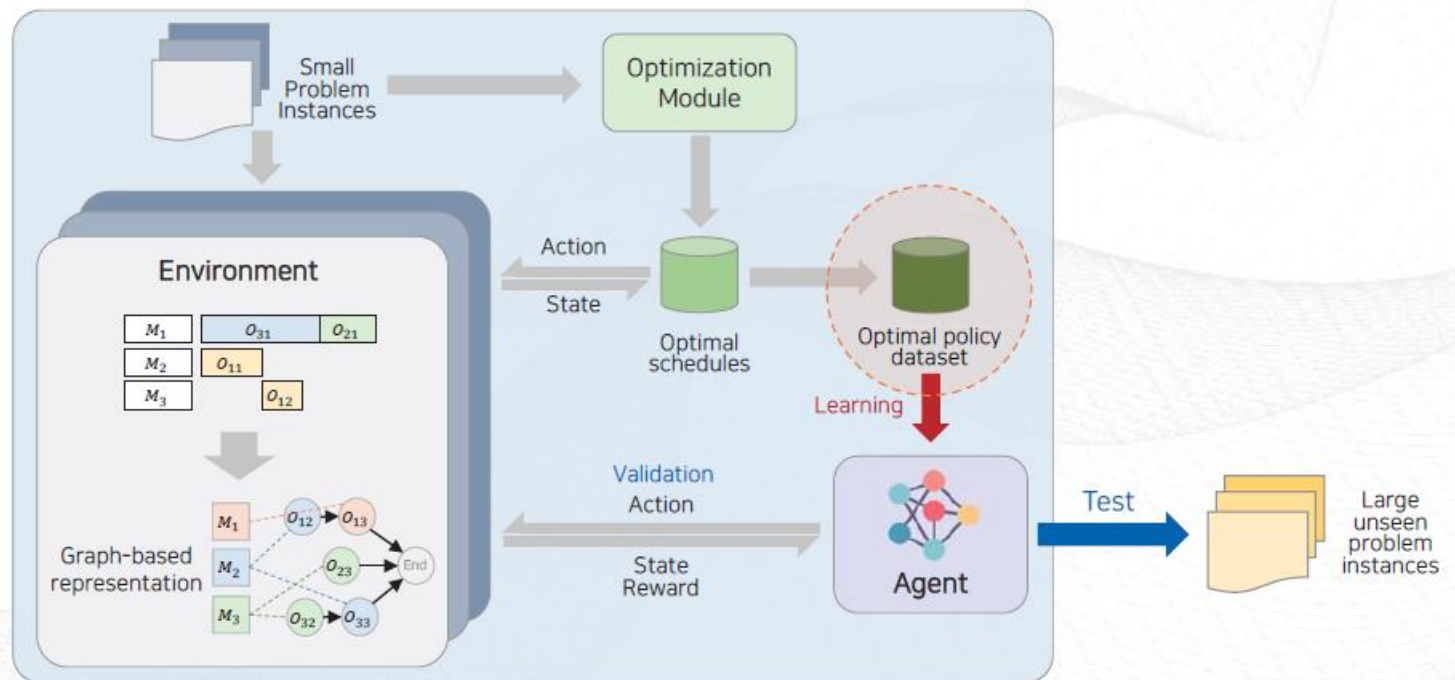 Small
Problem
Instances
Optimization
Module
Environment
M₁ O₃₁ O₂₁
M₂ O₁₁
M₃ O₁₂
Action
State
Optimal
schedules
Optimal policy
dataset
Learning
Graph-based
representation
M₁ O₁₂ O₁₃
M₂ O₂₃ End
M₃ O₃₂ O₃₃
Validation
Action
State
Reward
Agent
Test
Large
unseen
problem
instances